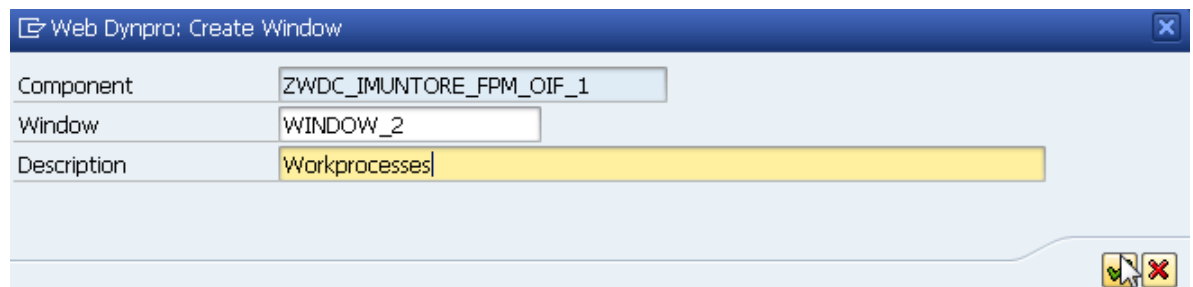 Web Dynpro: Create Window
Component ZWDC_IMUNTORE_FPM_OIF_1
Window WINDOW_2
Description Workprocesses